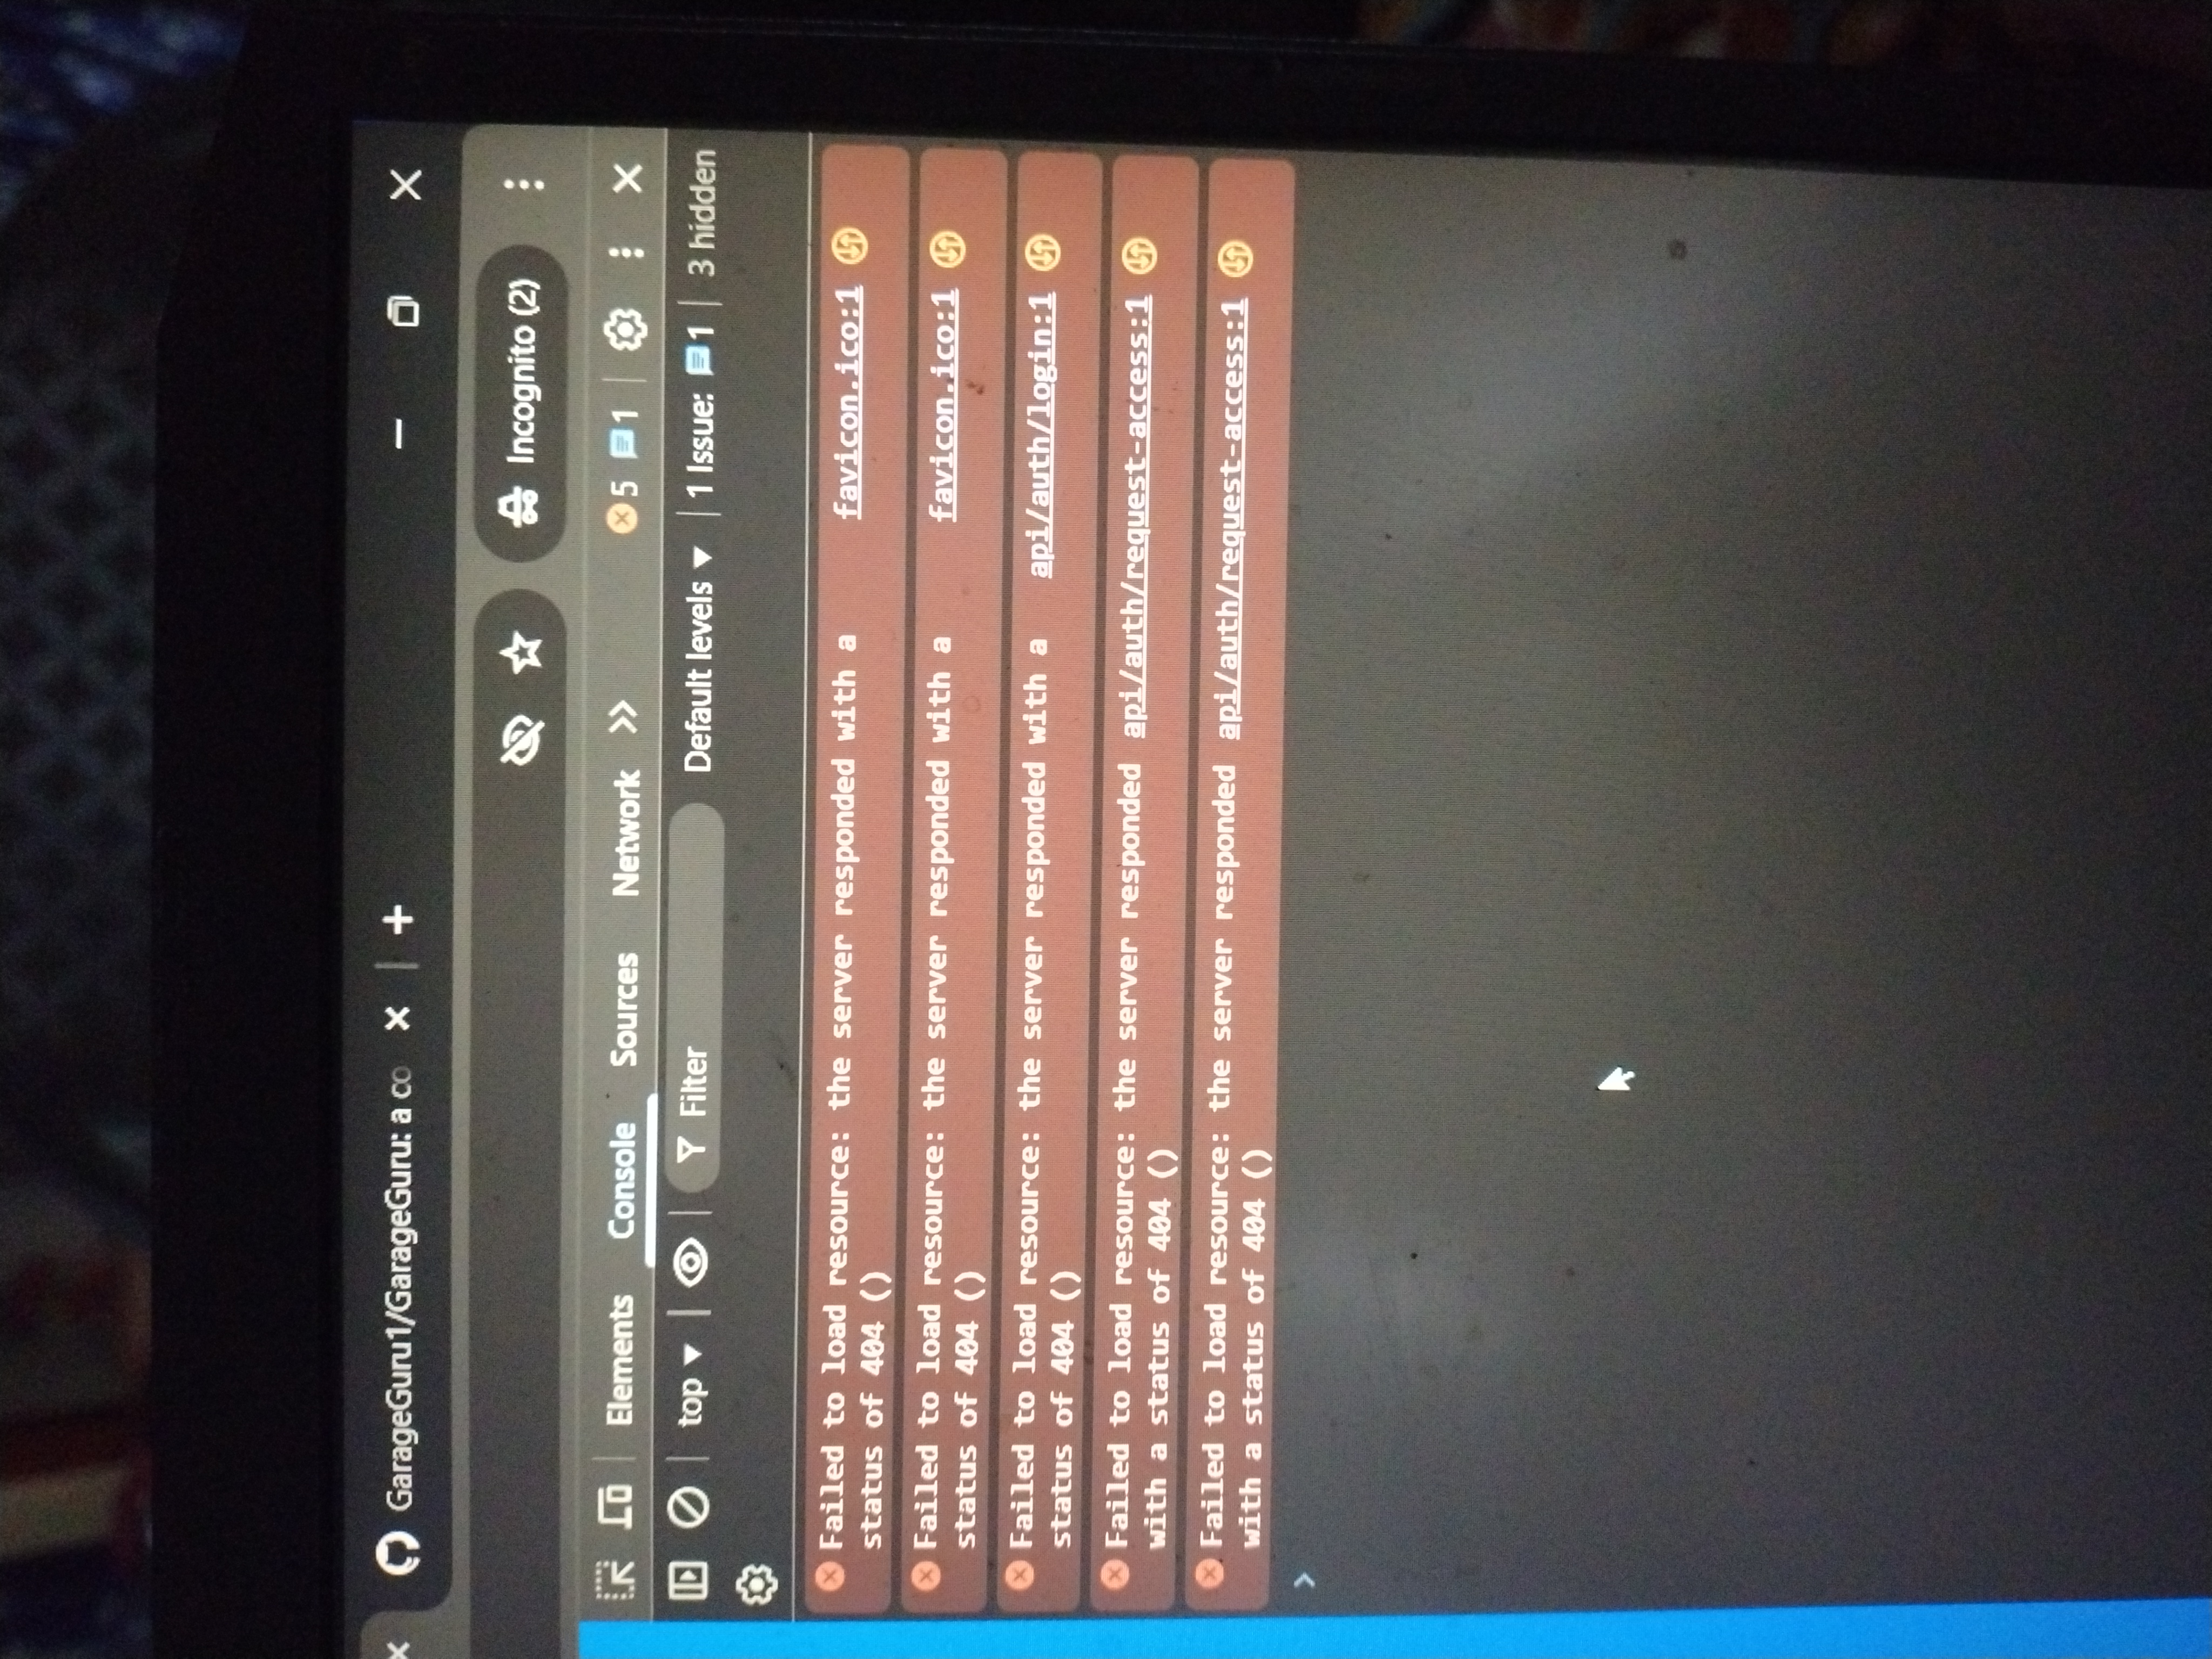 GarageGuru1/GarageGuru: a co
Incognito (2)
Elements Console Sources Network 5 1
top Filter Default levels 1 Issue: 1 3 hidden
Failed to load resource: the server responded with a favicon.ico:1
status of 404 ()
Failed to load resource: the server responded with a favicon.ico:1
status of 404 ()
Failed to load resource: the server responded with a api/auth/login:1
status of 404 ()
Failed to load resource: the server responded api/auth/request-access:1
with a status of 404 ()
Failed to load resource: the server responded api/auth/request-access:1
with a status of 404 ()